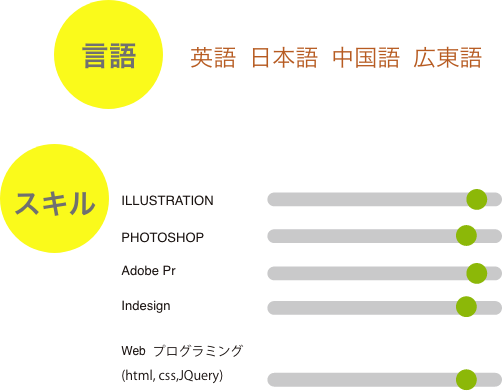 言語
英語 日本語 中国語 広東語
スキル
ILLUSTRATION
PHOTOSHOP
Adobe Pr
Indesign
Web プログラミング
(html, css,JQuery)